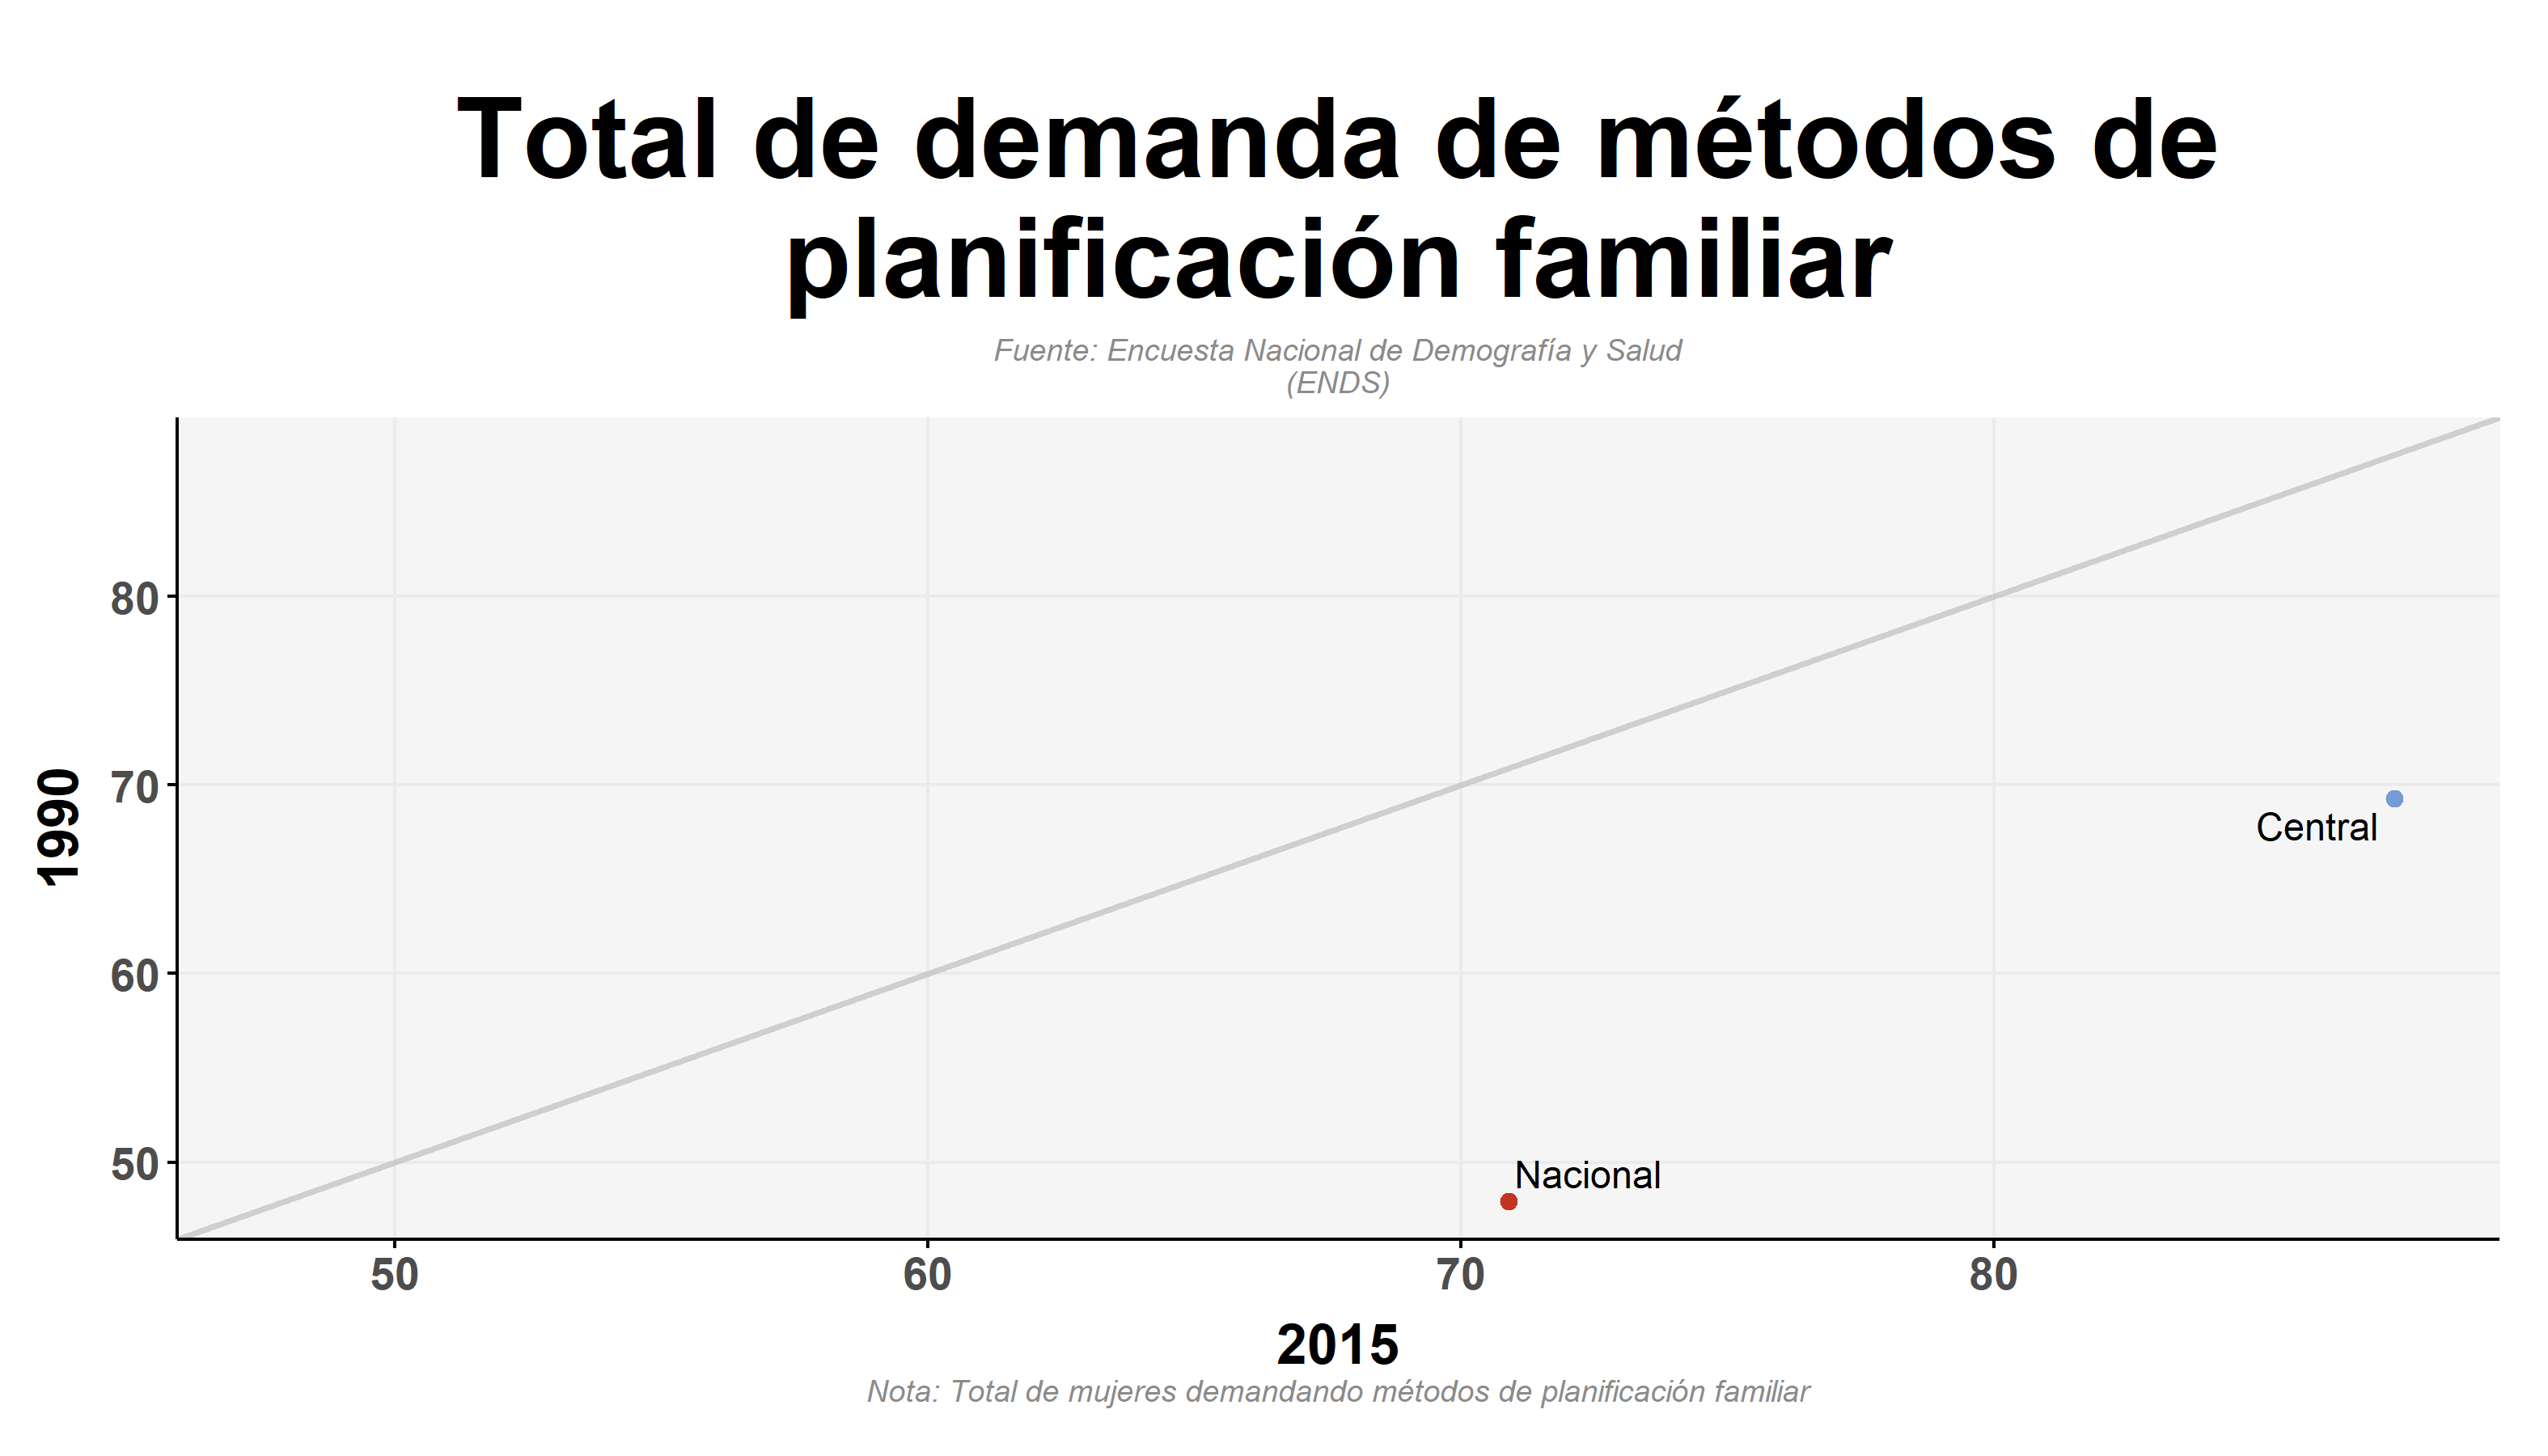 Total de demanda de métodos de
planificación familiar
Fuente: Encuesta Nacional de Demografía y Salud
(ENDS)
1990
80
70
60
50
Central
Nacional
50
60
70
80
2015
Nota: Total de mujeres demandando métodos de planificación familiar